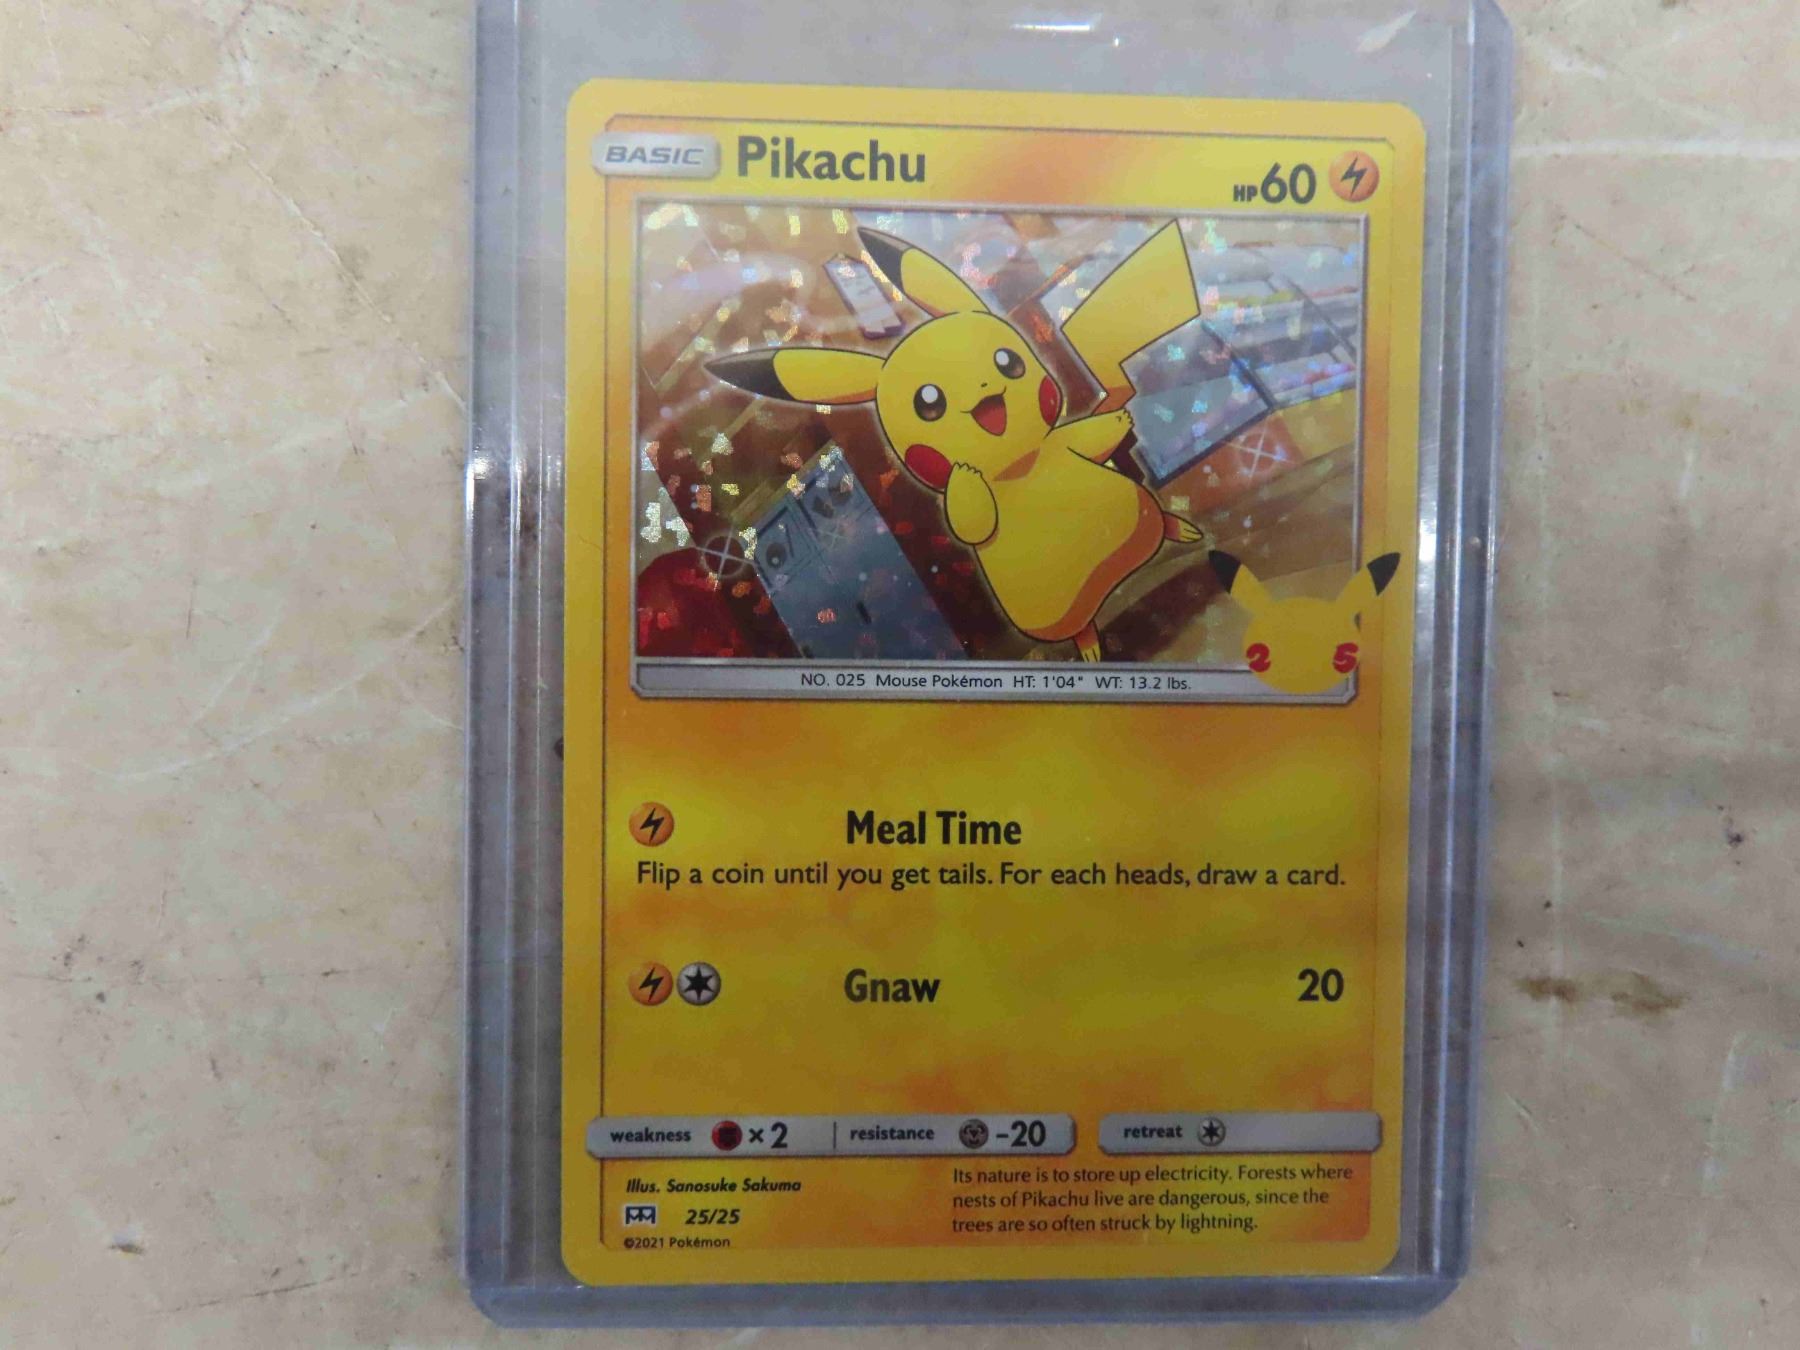 BASIC Pikachu HP60
NO. 025 Mouse Pokémon HT: 1'04" WT: 13.2 lbs.
25
Meal Time
Flip a coin until you get tails. For each heads, draw a card.
Gnaw 20
weakness ×2 resistance -20 retreat
Illus. Sanosuke Sakuma
25/25
©2021 Pokémon
Its nature is to store up electricity. Forests where
nests of Pikachu live are dangerous, since the
trees are so often struck by lightning.